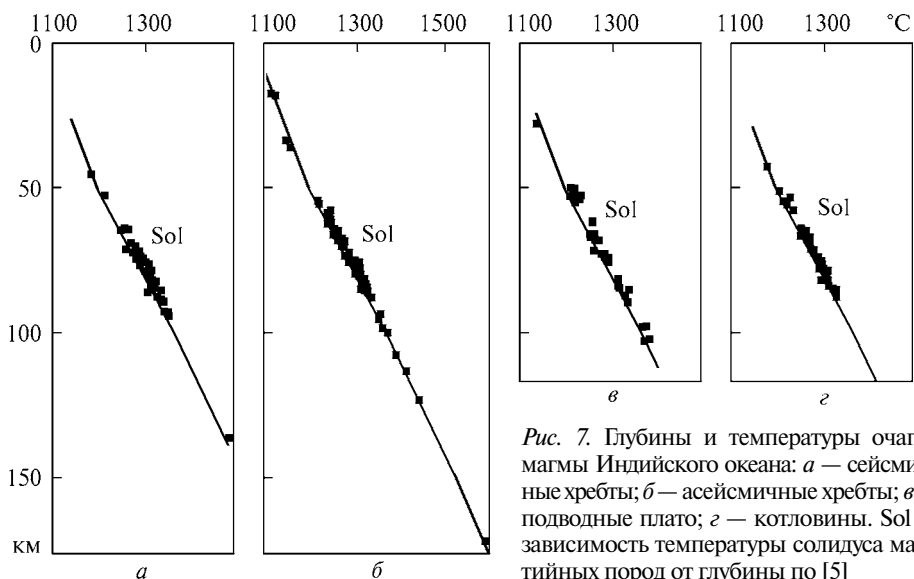 1100 1300 1100 1300 1500 1100 1300 1100 1300 °C
0
50
100
150
км
Sol
Sol
Sol
Sol
а
б
в
г
Рис. 7. Глубины и температуры очаг
магмы Индийского океана: а — сейсми
ные хребты; б — асейсмичные хребты; в
подводные плато; г — котловины. Sol
зависимость температуры солидуса ма
тийных пород от глубины по [5]